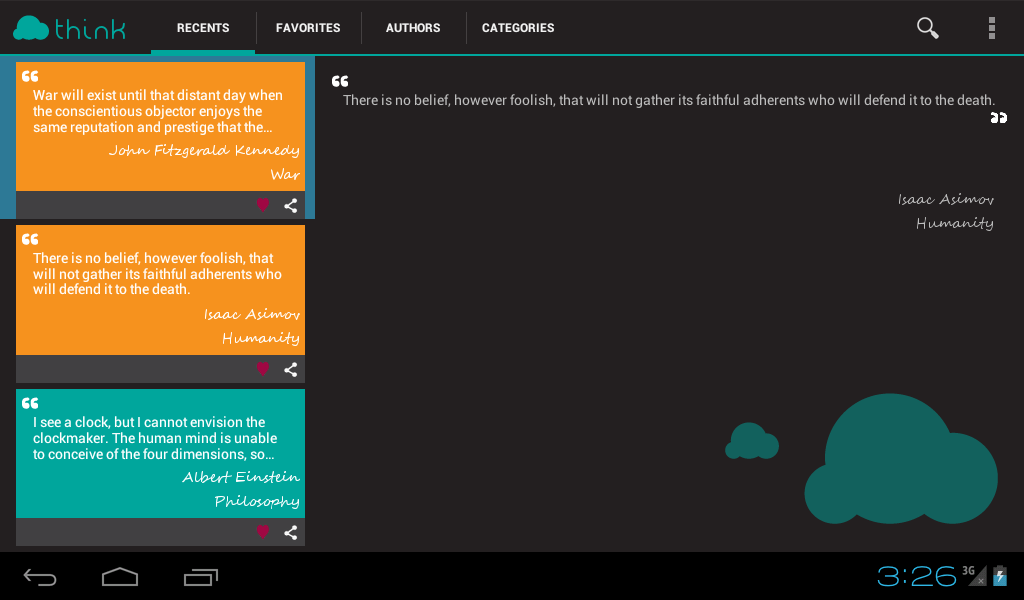 think
RECENTS
FAVORITES
AUTHORS
CATEGORIES
“
War will exist until that distant day when
the conscientious objector enjoys the
same reputation and prestige that the…
John Fitzgerald Kennedy
War
“
There is no belief, however foolish, that
will not gather its faithful adherents who
will defend it to the death.
Isaac Asimov
Humanity
“
I see a clock, but I cannot envision the
clockmaker. The human mind is unable
to conceive of the four dimensions, so…
Albert Einstein
Philosophy
“
There is no belief, however foolish, that will not gather its faithful adherents who will defend it to the death.
”
Isaac Asimov
Humanity
3:26
3G